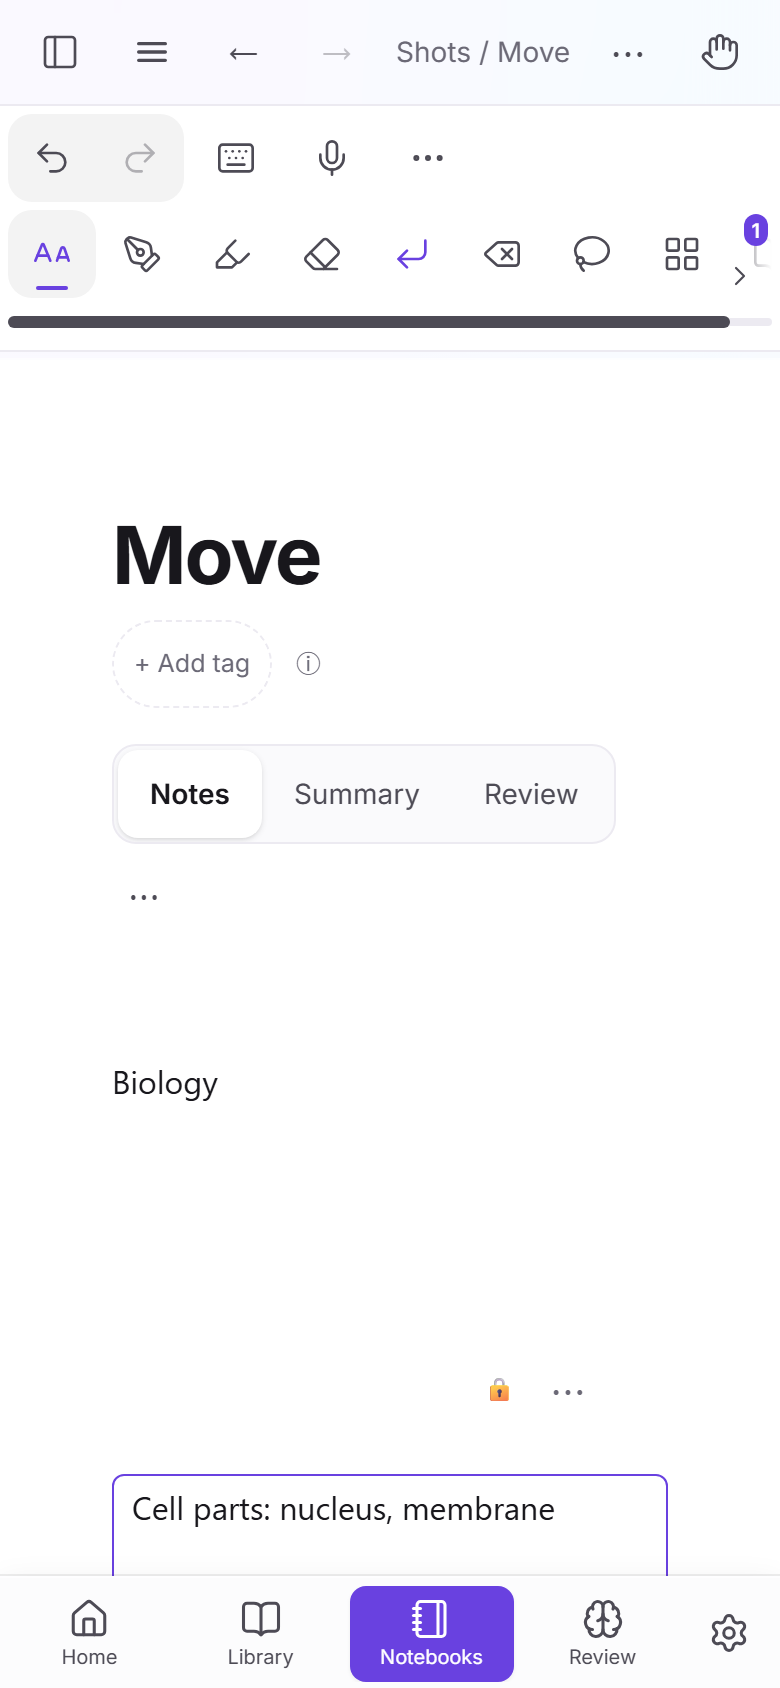 Shots / Move
1
Move
+ Add tag
Notes
Summary
Review
Biology
Cell parts: nucleus, membrane
Home
Library
Notebooks
Review